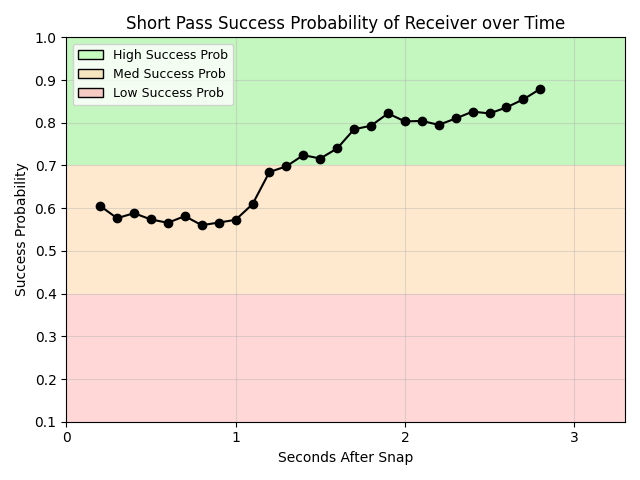 Short Pass Success Probability of Receiver over Time
High Success Prob
Med Success Prob
Low Success Prob
Success Probability
1.0
0.9
0.8
0.7
0.6
0.5
0.4
0.3
0.2
0.1
0 1 2 3
Seconds After Snap